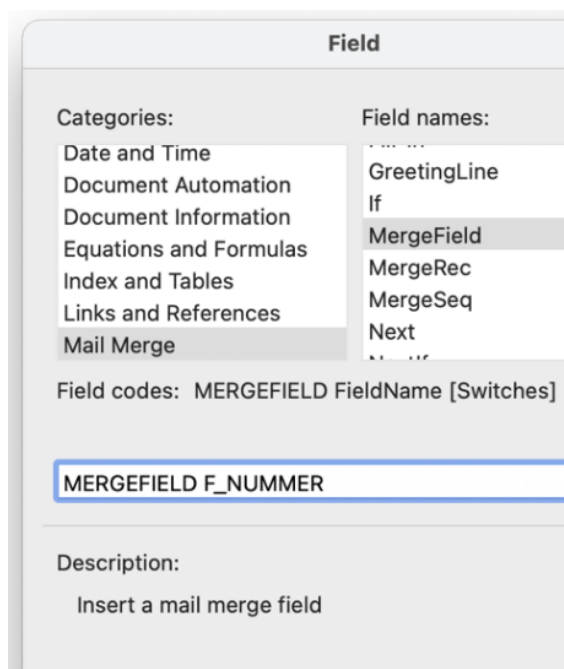 Field
Categories:
Date and Time
Document Automation
Document Information
Equations and Formulas
Index and Tables
Links and References
Mail Merge
Field names:
GreetingLine
If
MergeField
MergeRec
MergeSeq
Next
Field codes: MERGEFIELD FieldName [Switches]
MERGEFIELD F_NUMMER
Description:
Insert a mail merge field